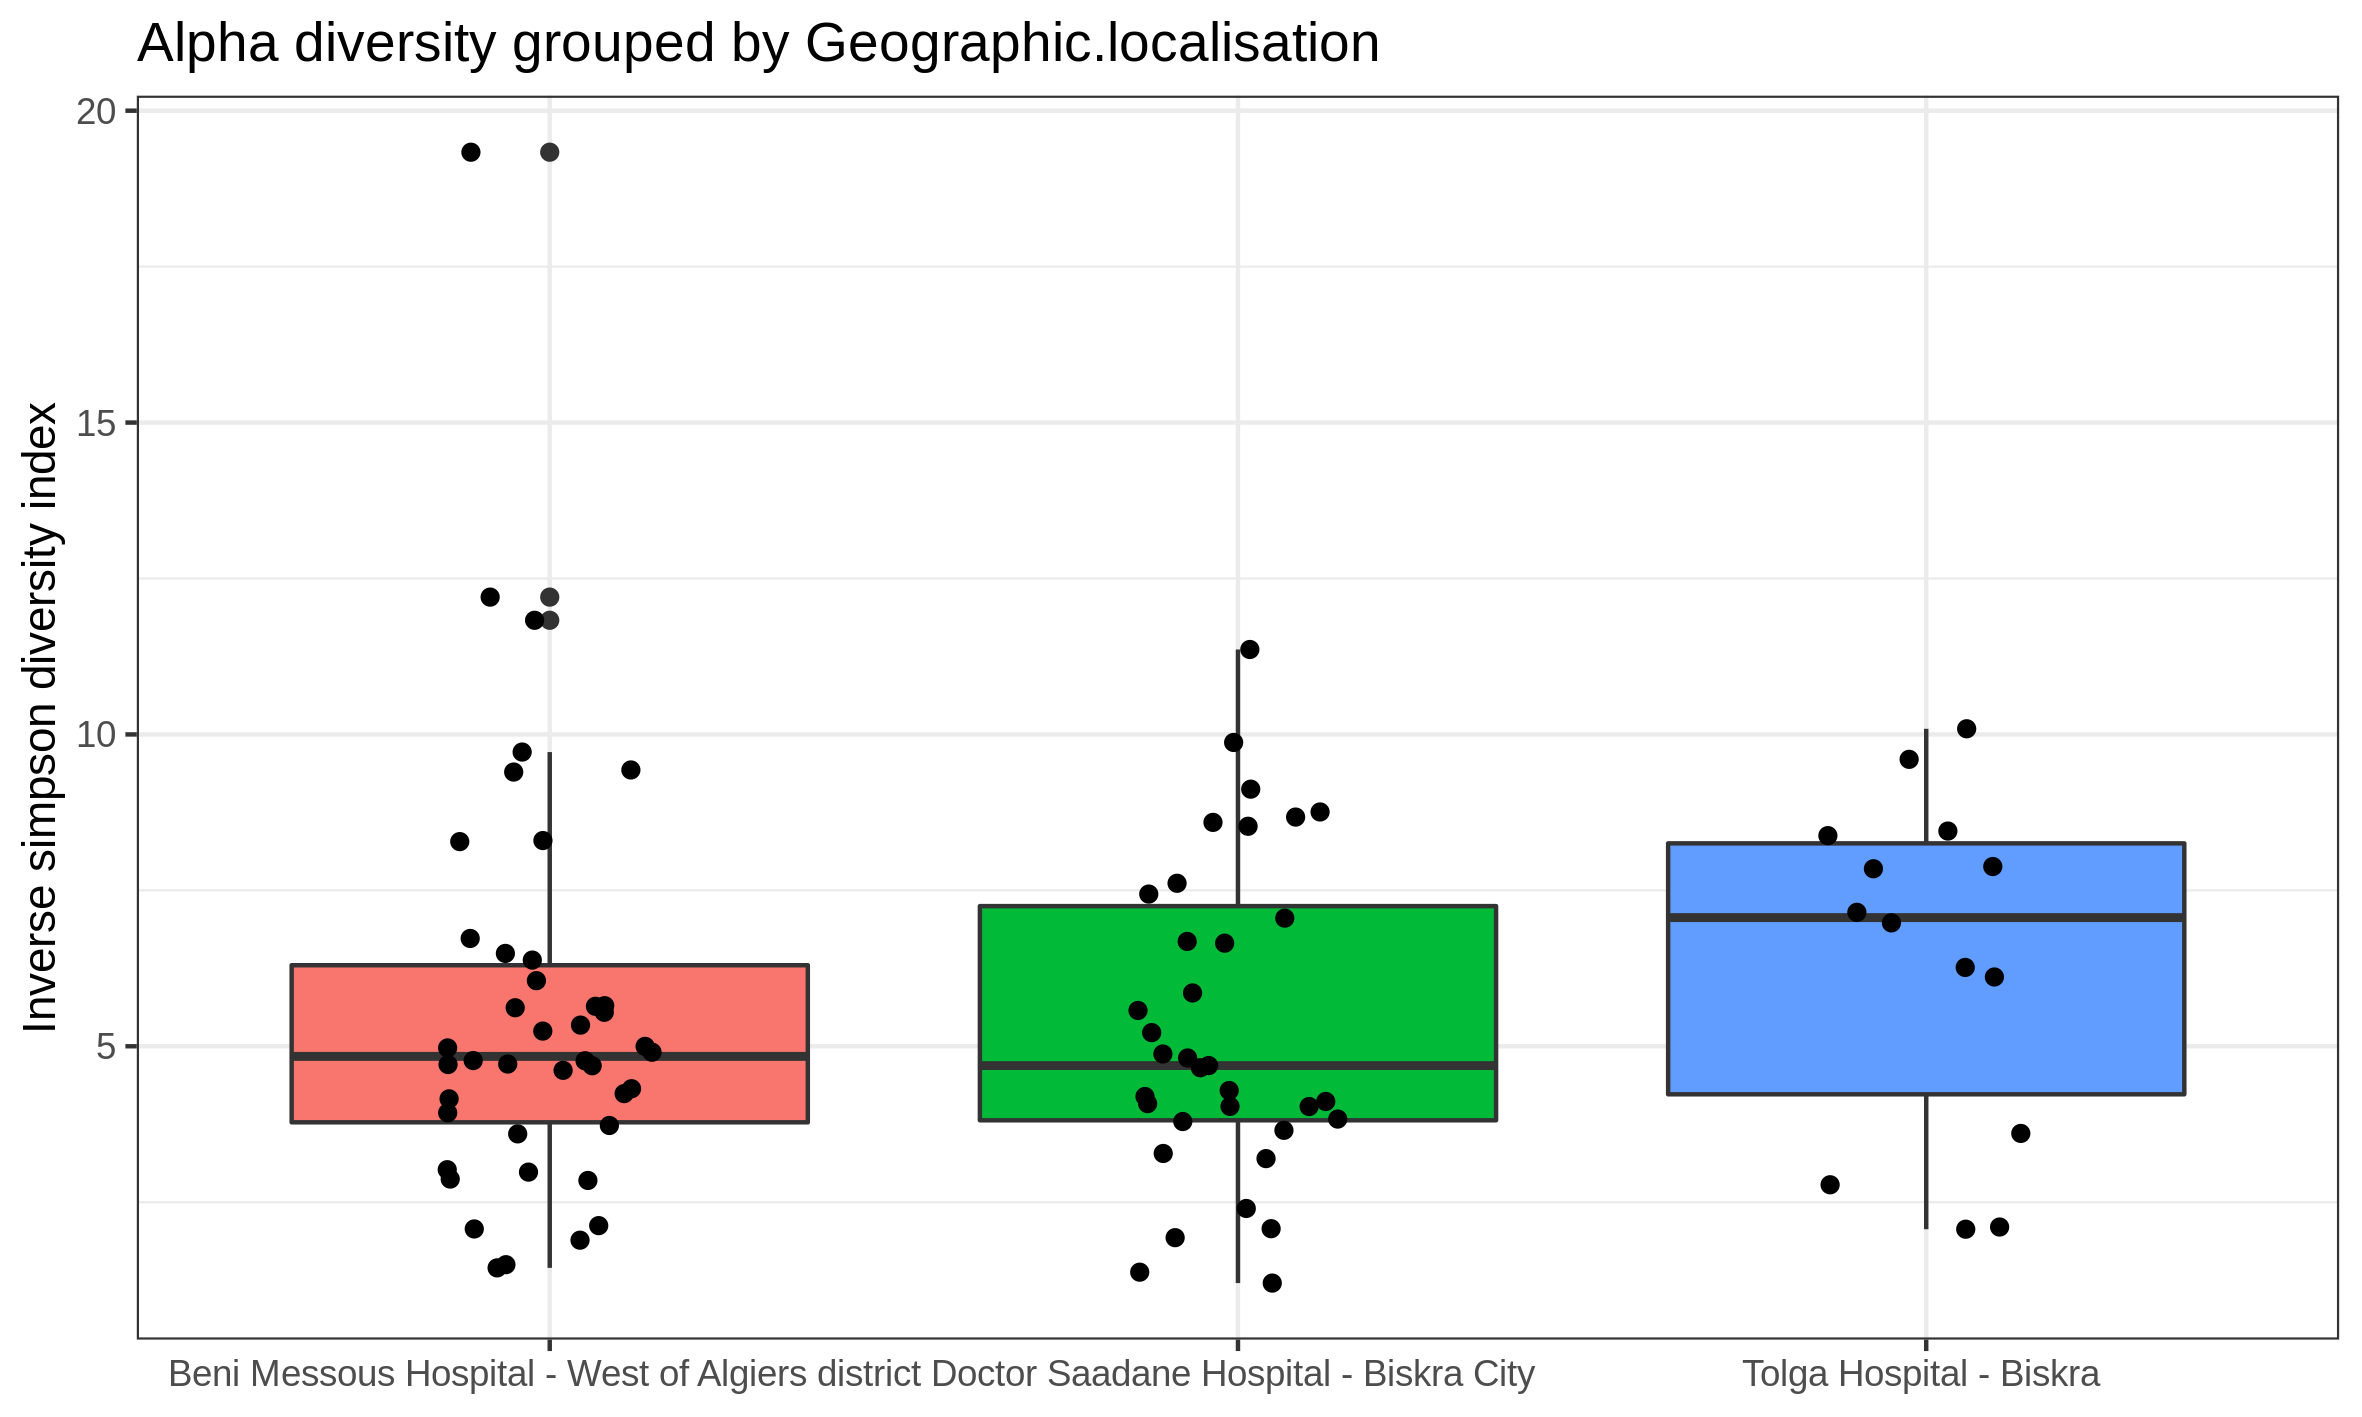 Alpha diversity grouped by Geographic.localisation
Inverse simpson diversity index
20
15
10
5
Beni Messous Hospital - West of Algiers district
Doctor Saadane Hospital - Biskra City
Tolga Hospital - Biskra